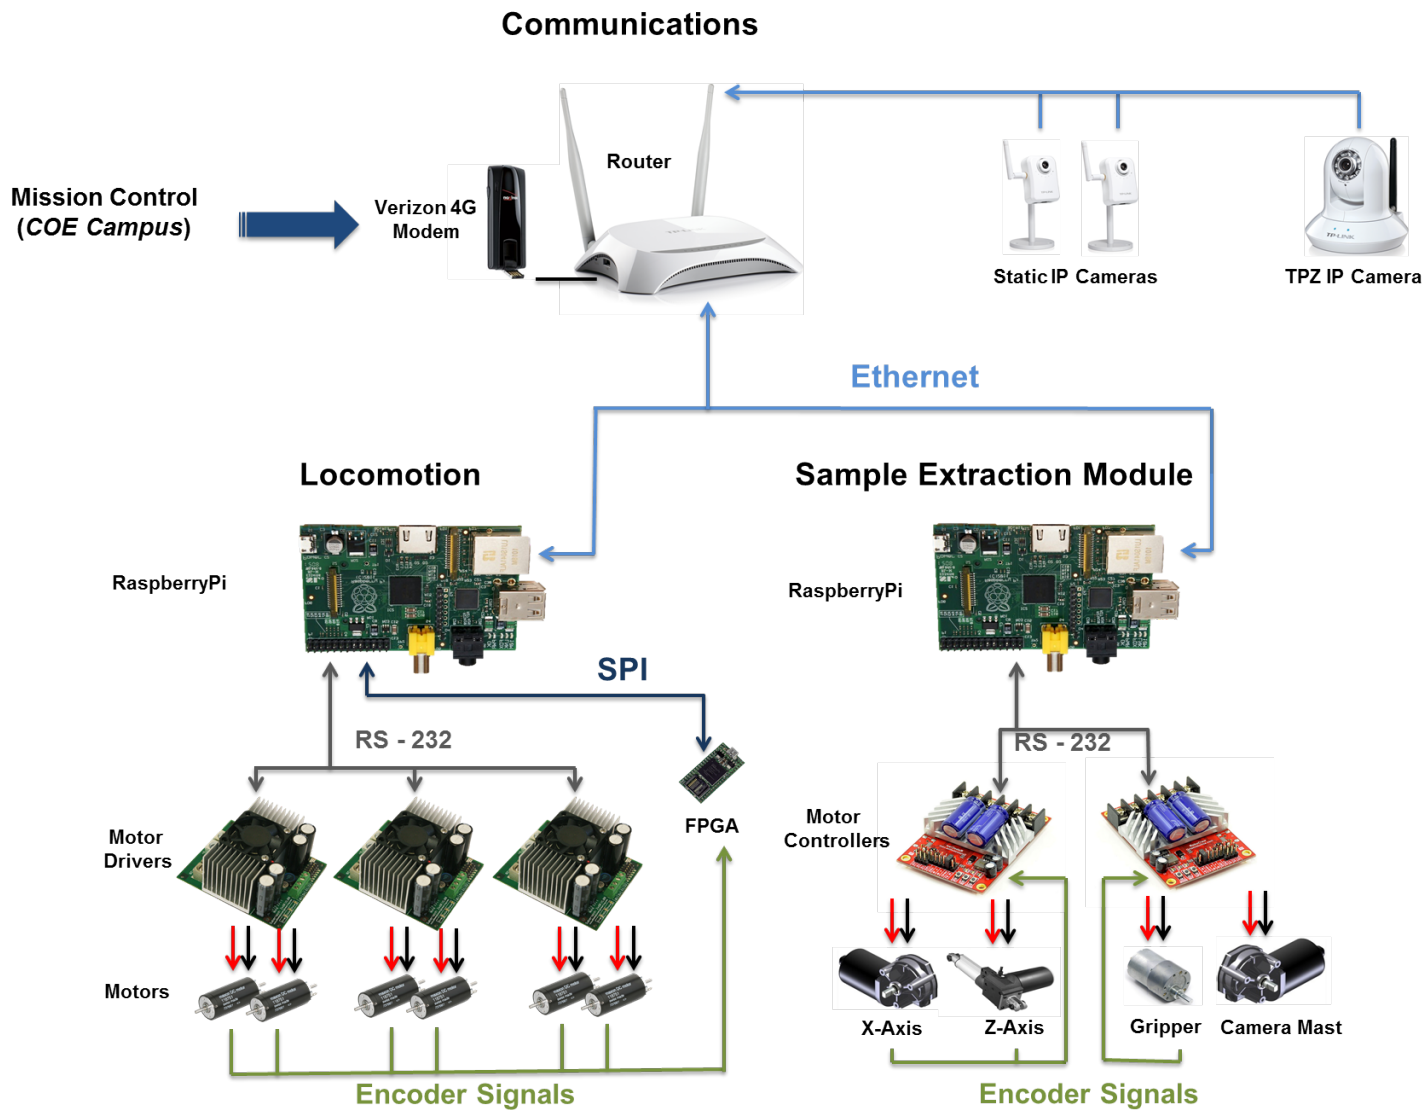 Communications
Router
Mission Control
(COE Campus)
Verizon 4G
Modem
TP-LINK
Static IP Cameras
TPZ IP Camera
Ethernet
Locomotion
Sample Extraction Module
RaspberryPi
RaspberryPi
SPI
RS - 232
RS - 232
FPGA
Motor
Drivers
Motor
Controllers
Motors
X-Axis
Z-Axis
Gripper
Camera Mast
Encoder Signals
Encoder Signals